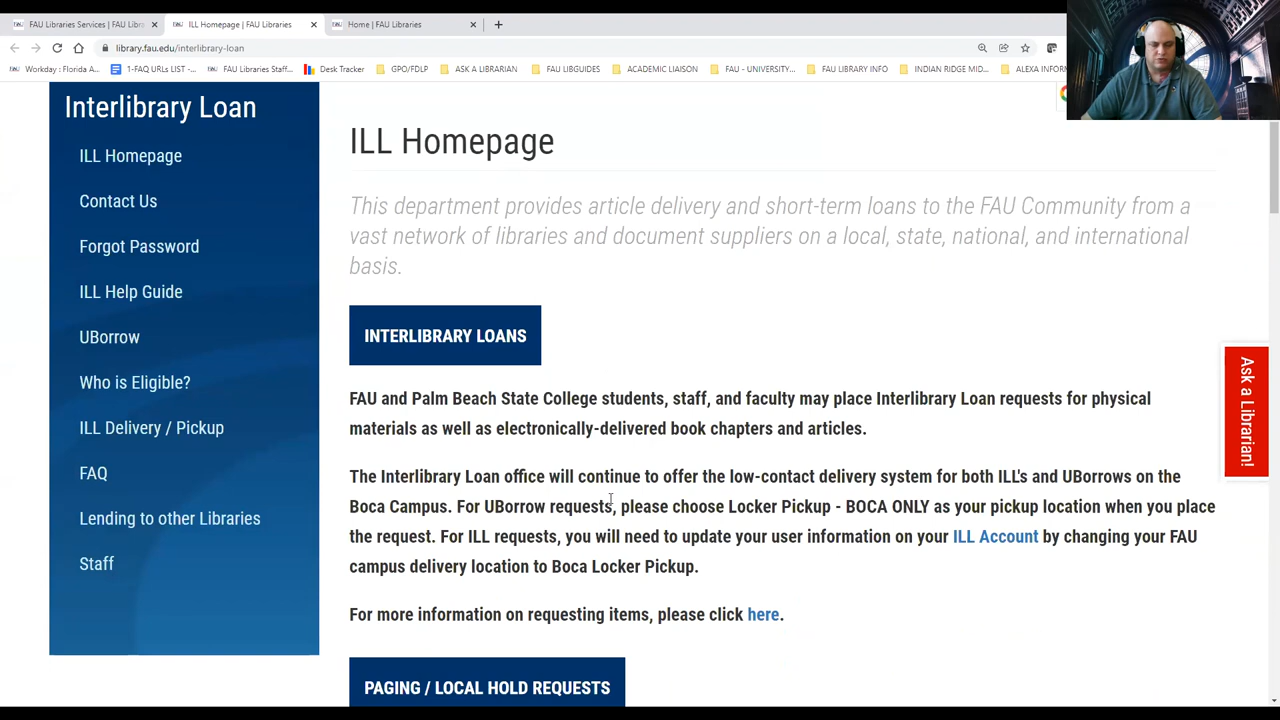 FAU Libraries Services | FAU Libra
ILL Homepage | FAU Libraries
Home | FAU Libraries
library.fau.edu/interlibrary-loan
Workday : Florida A...
1-FAQ URLs LIST -...
FAU Libraries Staff...
Desk Tracker
GPO/FDLP
ASK A LIBRARIAN
FAU LIBGUIDES
ACADEMIC LIAISON
FAU - UNIVERSITY...
FAU LIBRARY INFO
INDIAN RIDGE MID...
ALEXA INFOR
Interlibrary Loan
ILL Homepage
Contact Us
Forgot Password
ILL Help Guide
UBorrow
Who is Eligible?
ILL Delivery / Pickup
FAQ
Lending to other Libraries
Staff
ILL Homepage
This department provides article delivery and short-term loans to the FAU Community from a
vast network of libraries and document suppliers on a local, state, national, and international
basis.
INTERLIBRARY LOANS
FAU and Palm Beach State College students, staff, and faculty may place Interlibrary Loan requests for physical
materials as well as electronically-delivered book chapters and articles.
The Interlibrary Loan office will continue to offer the low-contact delivery system for both ILL's and UBorrows on the
Boca Campus. For UBorrow requests, please choose Locker Pickup - BOCA ONLY as your pickup location when you place
the request. For ILL requests, you will need to update your user information on your ILL Account by changing your FAU
campus delivery location to Boca Locker Pickup.
For more information on requesting items, please click here.
PAGING / LOCAL HOLD REQUESTS
Ask a Librarian!